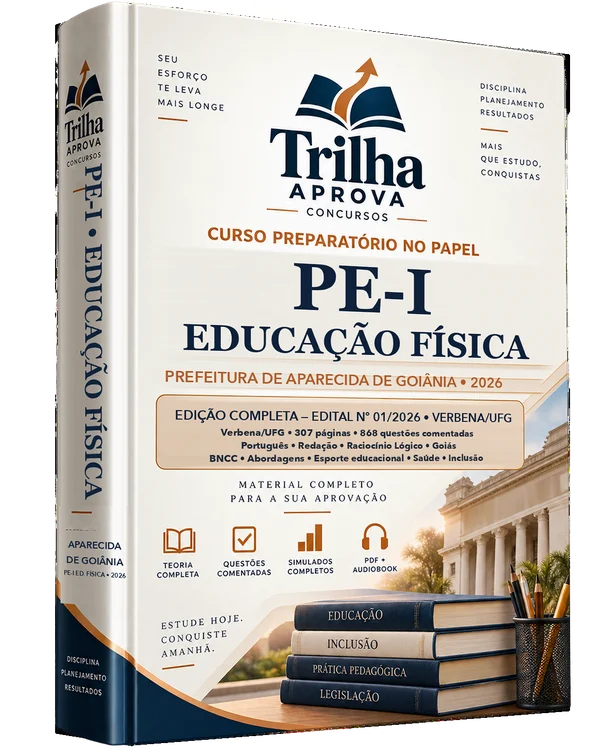 SEU
ESFORÇO
TE LEVA
MAIS LONGE
DISCIPLINA
PLANEJAMENTO
RESULTADOS
MAIS
QUE ESTUDO,
CONQUISTAS
Trilha
APROVA
CONCURSOS
CURSO PREPARATÓRIO NO PAPEL
PE-I
EDUCAÇÃO FÍSICA
PREFEITURA DE APARECIDA DE GOIÂNIA • 2026
EDIÇÃO COMPLETA – EDITAL Nº 01/2026 • VERBENA/UFG
Verbena/UFG • 307 páginas • 868 questões comentadas
Português • Redação • Raciocínio Lógico • Goiás
BNCC • Abordagens • Esporte educacional • Saúde • Inclusão
MATERIAL COMPLETO
PARA A SUA APROVAÇÃO
TEORIA
COMPLETA
QUESTÕES
COMENTADAS
SIMULADOS
COMPLETOS
PDF +
AUDIOBOOK
ESTUDE HOJE.
CONQUISTE
AMANHÃ.
EDUCAÇÃO
INCLUSÃO
PRÁTICA PEDAGÓGICA
LEGISLAÇÃO
Trilha
APROVA
CONCURSOS
PE-I • EDUCAÇÃO FÍSICA
APARECIDA
DE GOIÂNIA
PE-I ED. FÍSICA • 2026
DISCIPLINA
PLANEJAMENTO
RESULTADOS